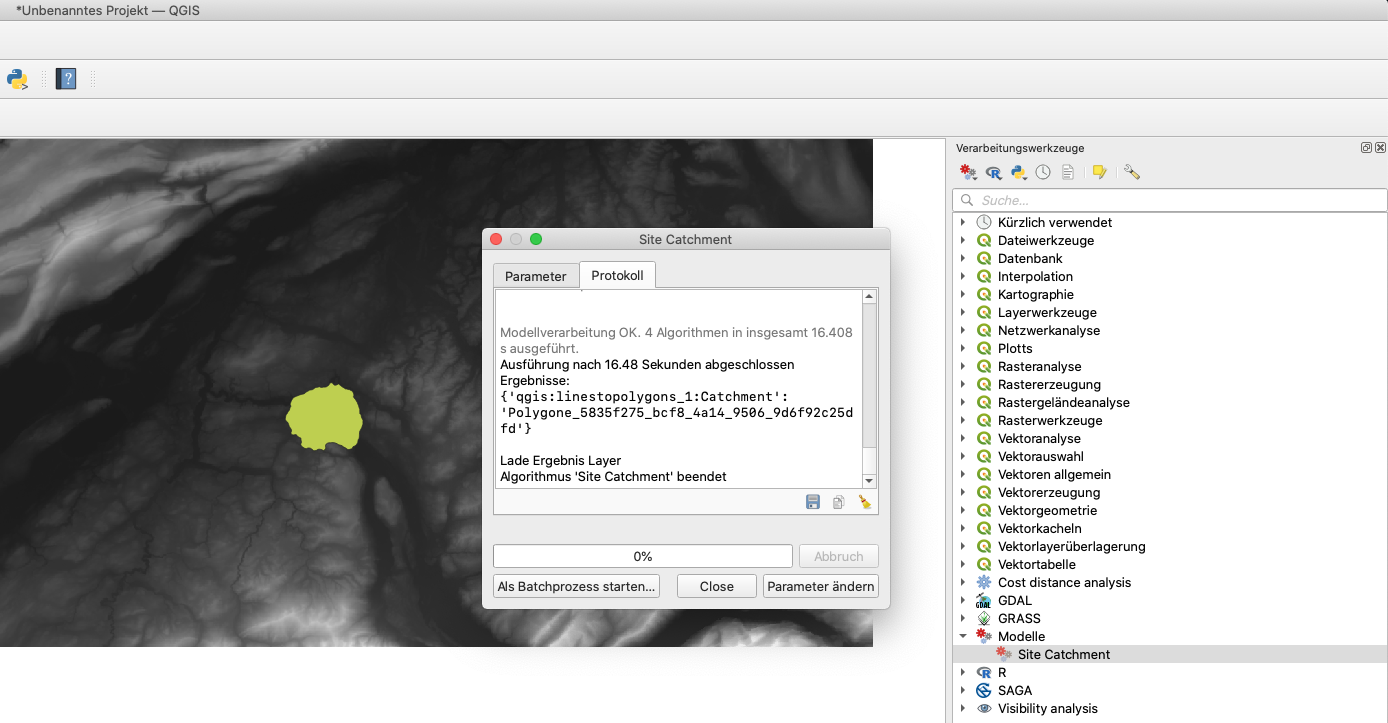 *Unbenanntes Projekt — QGIS
Site Catchment
Parameter
Protokoll
Modellverarbeitung OK. 4 Algorithmen in insgesamt 16.408
s ausgeführt.
Ausführung nach 16.48 Sekunden abgeschlossen
Ergebnisse:
{'qgis:linestopolygons_1:Catchment':
'Polygone_5835f275_bcf8_4a14_9506_9d6f92c25d
fd'}
Lade Ergebnis Layer
Algorithmus 'Site Catchment' beendet
0%
Abbruch
Als Batchprozess starten...
Close
Parameter ändern
Verarbeitungswerkzeuge
Suche...
Kürzlich verwendet
Dateiwerkzeuge
Datenbank
Interpolation
Kartographie
Layerwerkzeuge
Netzwerkanalyse
Plotts
Rasteranalyse
Rastererzeugung
Rastergeländeanalyse
Rasterwerkzeuge
Vektoranalyse
Vektorauswahl
Vektoren allgemein
Vektorerzeugung
Vektorgeometrie
Vektorkacheln
Vektorlayerüberlagerung
Vektortabelle
Cost distance analysis
GDAL
GRASS
Modelle
Site Catchment
R
SAGA
Visibility analysis